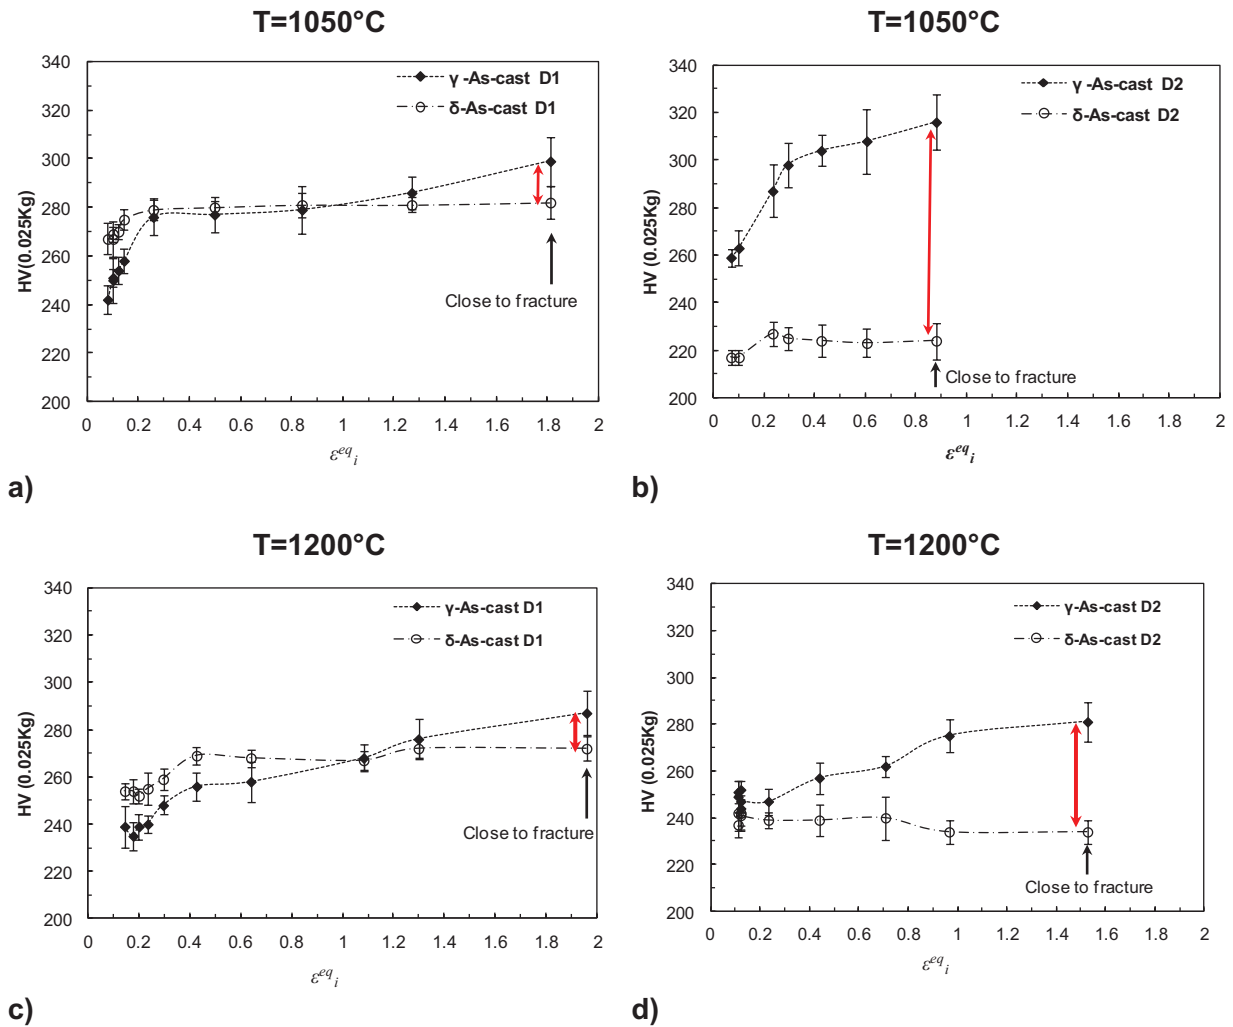 T=1050°C
340
320
300
280
260
240
220
200
HV(0.025Kg)
γ -As-cast D1
δ-As-cast D1
Close to fracture
0 0.2 0.4 0.6 0.8 1 1.2 1.4 1.6 1.8 2
ε^eq_i
a)
T=1050°C
340
320
300
280
260
240
220
200
HV (0.025Kg)
γ -As-cast D2
δ-As-cast D2
Close to fracture
0 0.2 0.4 0.6 0.8 1 1.2 1.4 1.6 1.8 2
ε^eq_i
b)
T=1200°C
340
320
300
280
260
240
220
200
HV (0.025Kg)
γ-As-cast D1
δ-As-cast D1
Close to fracture
0 0.2 0.4 0.6 0.8 1 1.2 1.4 1.6 1.8 2
ε^eq_i
c)
T=1200°C
340
320
300
280
260
240
220
200
HV (0.025Kg)
γ-As-cast D2
δ-As-cast D2
Close to fracture
0 0.2 0.4 0.6 0.8 1 1.2 1.4 1.6 1.8 2
ε^eq_i
d)